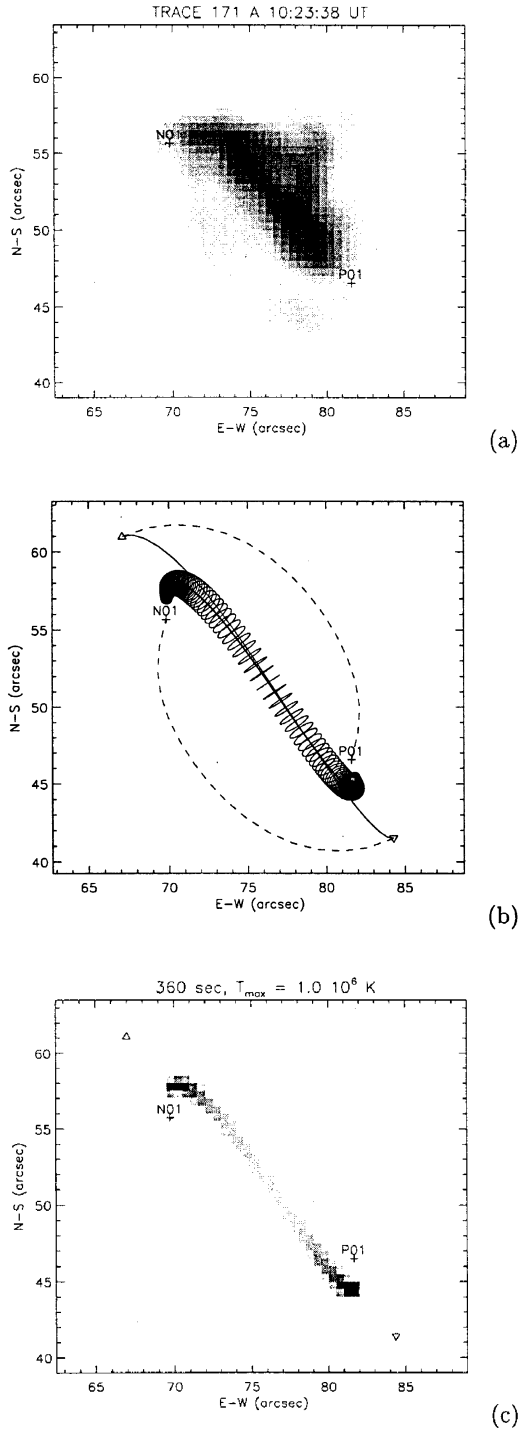 TRACE 171 A 10:23:38 UT
60
55
50
45
40
N-S (arcsec)
N01
P01
65 70 75 80 85
E-W (arcsec)
(a)
60
55
50
45
40
N-S (arcsec)
N01
P01
65 70 75 80 85
E-W (arcsec)
(b)
360 sec, Tmax = 1.0 10⁶ K
60
55
50
45
40
N-S (arcsec)
N01
P01
65 70 75 80 85
E-W (arcsec)
(c)